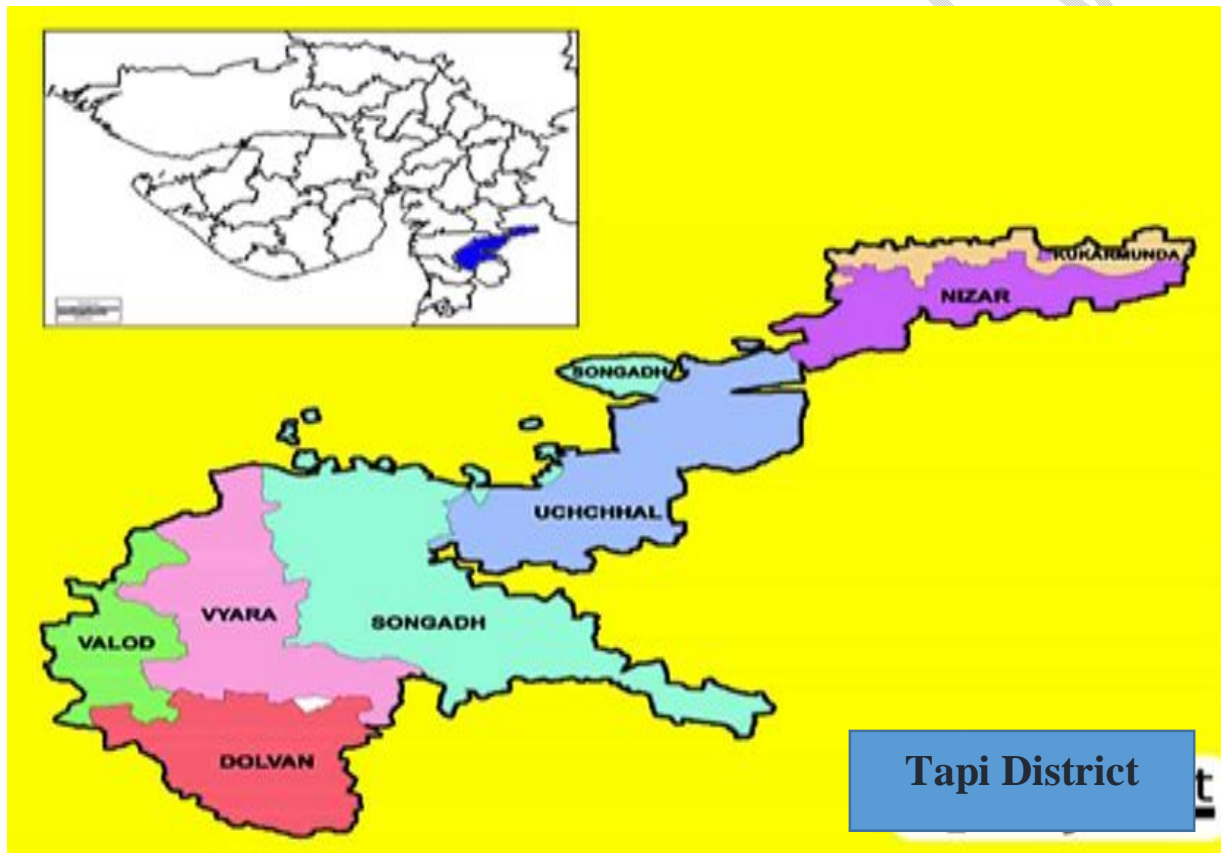 KUKARMUNDA
NIZAR
SONGADH
UCHCHHAL
VYARA
SONGADH
VALOD
DOLVAN
Tapi District
t